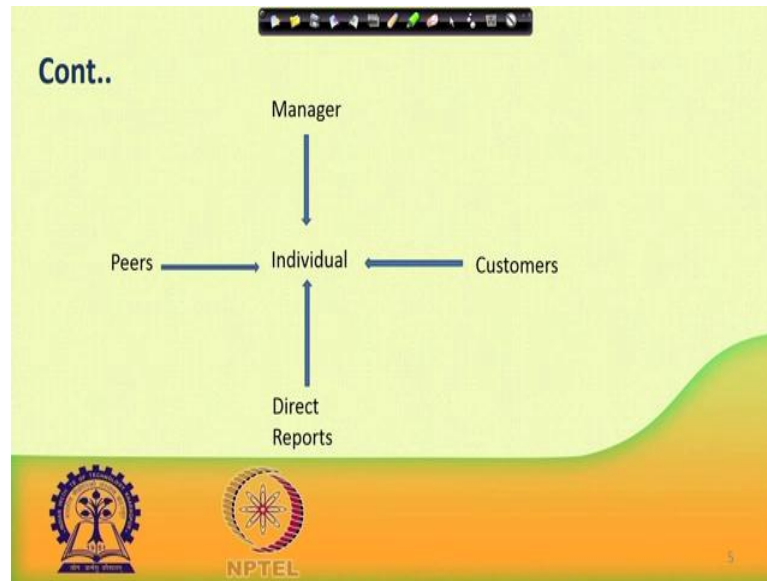 Cont..
Manager
Peers
Individual
Customers
Direct
Reports
NPTEL
5